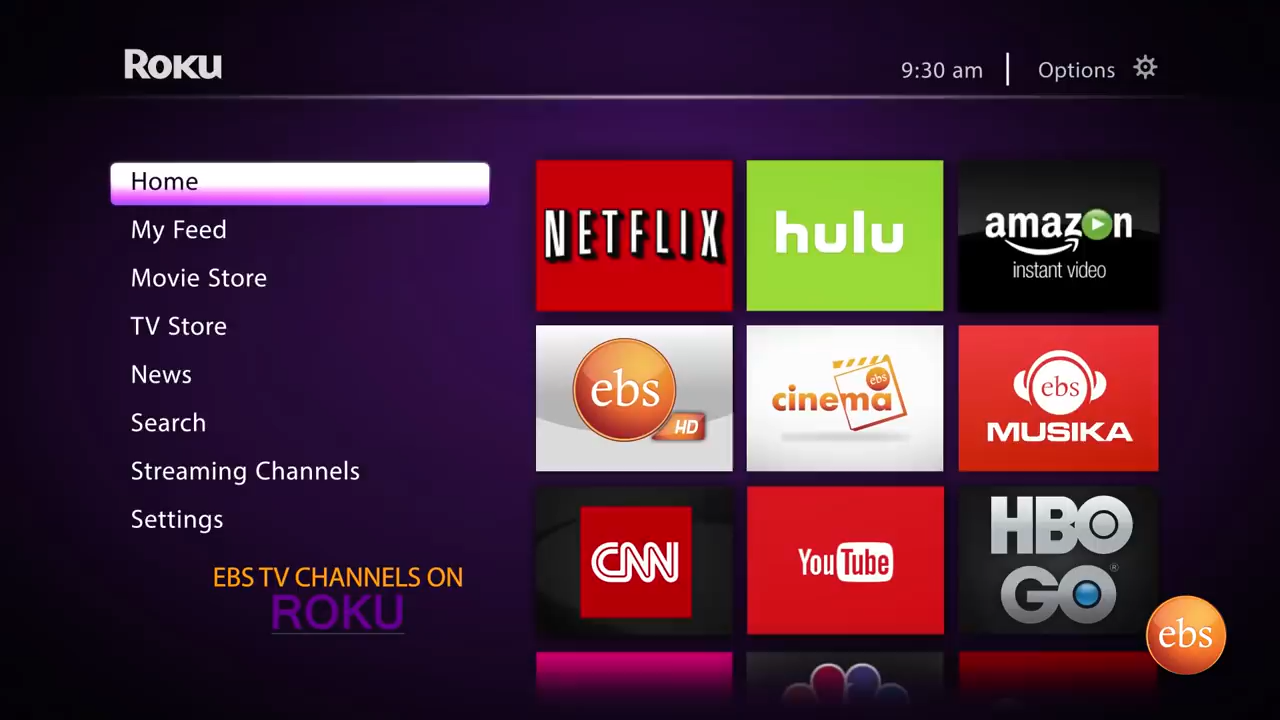 ROKU
9:30 am
Options
Home
My Feed
Movie Store
TV Store
News
Search
Streaming Channels
Settings
EBS TV CHANNELS ON
ROKU
NETFLIX
hulu
amazon
instant video
ebs
HD
cinema
ebs
ebs
MUSIKA
CNN
YouTube
HBO
GO®
ebs